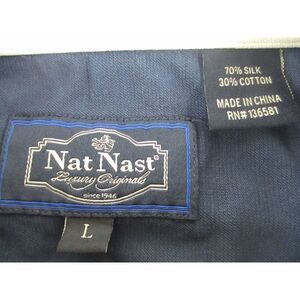 70% SILK
30% COTTON
MADE IN CHINA
RN# 136581
Nat Nast®
Luxury Originals
since 1946
L